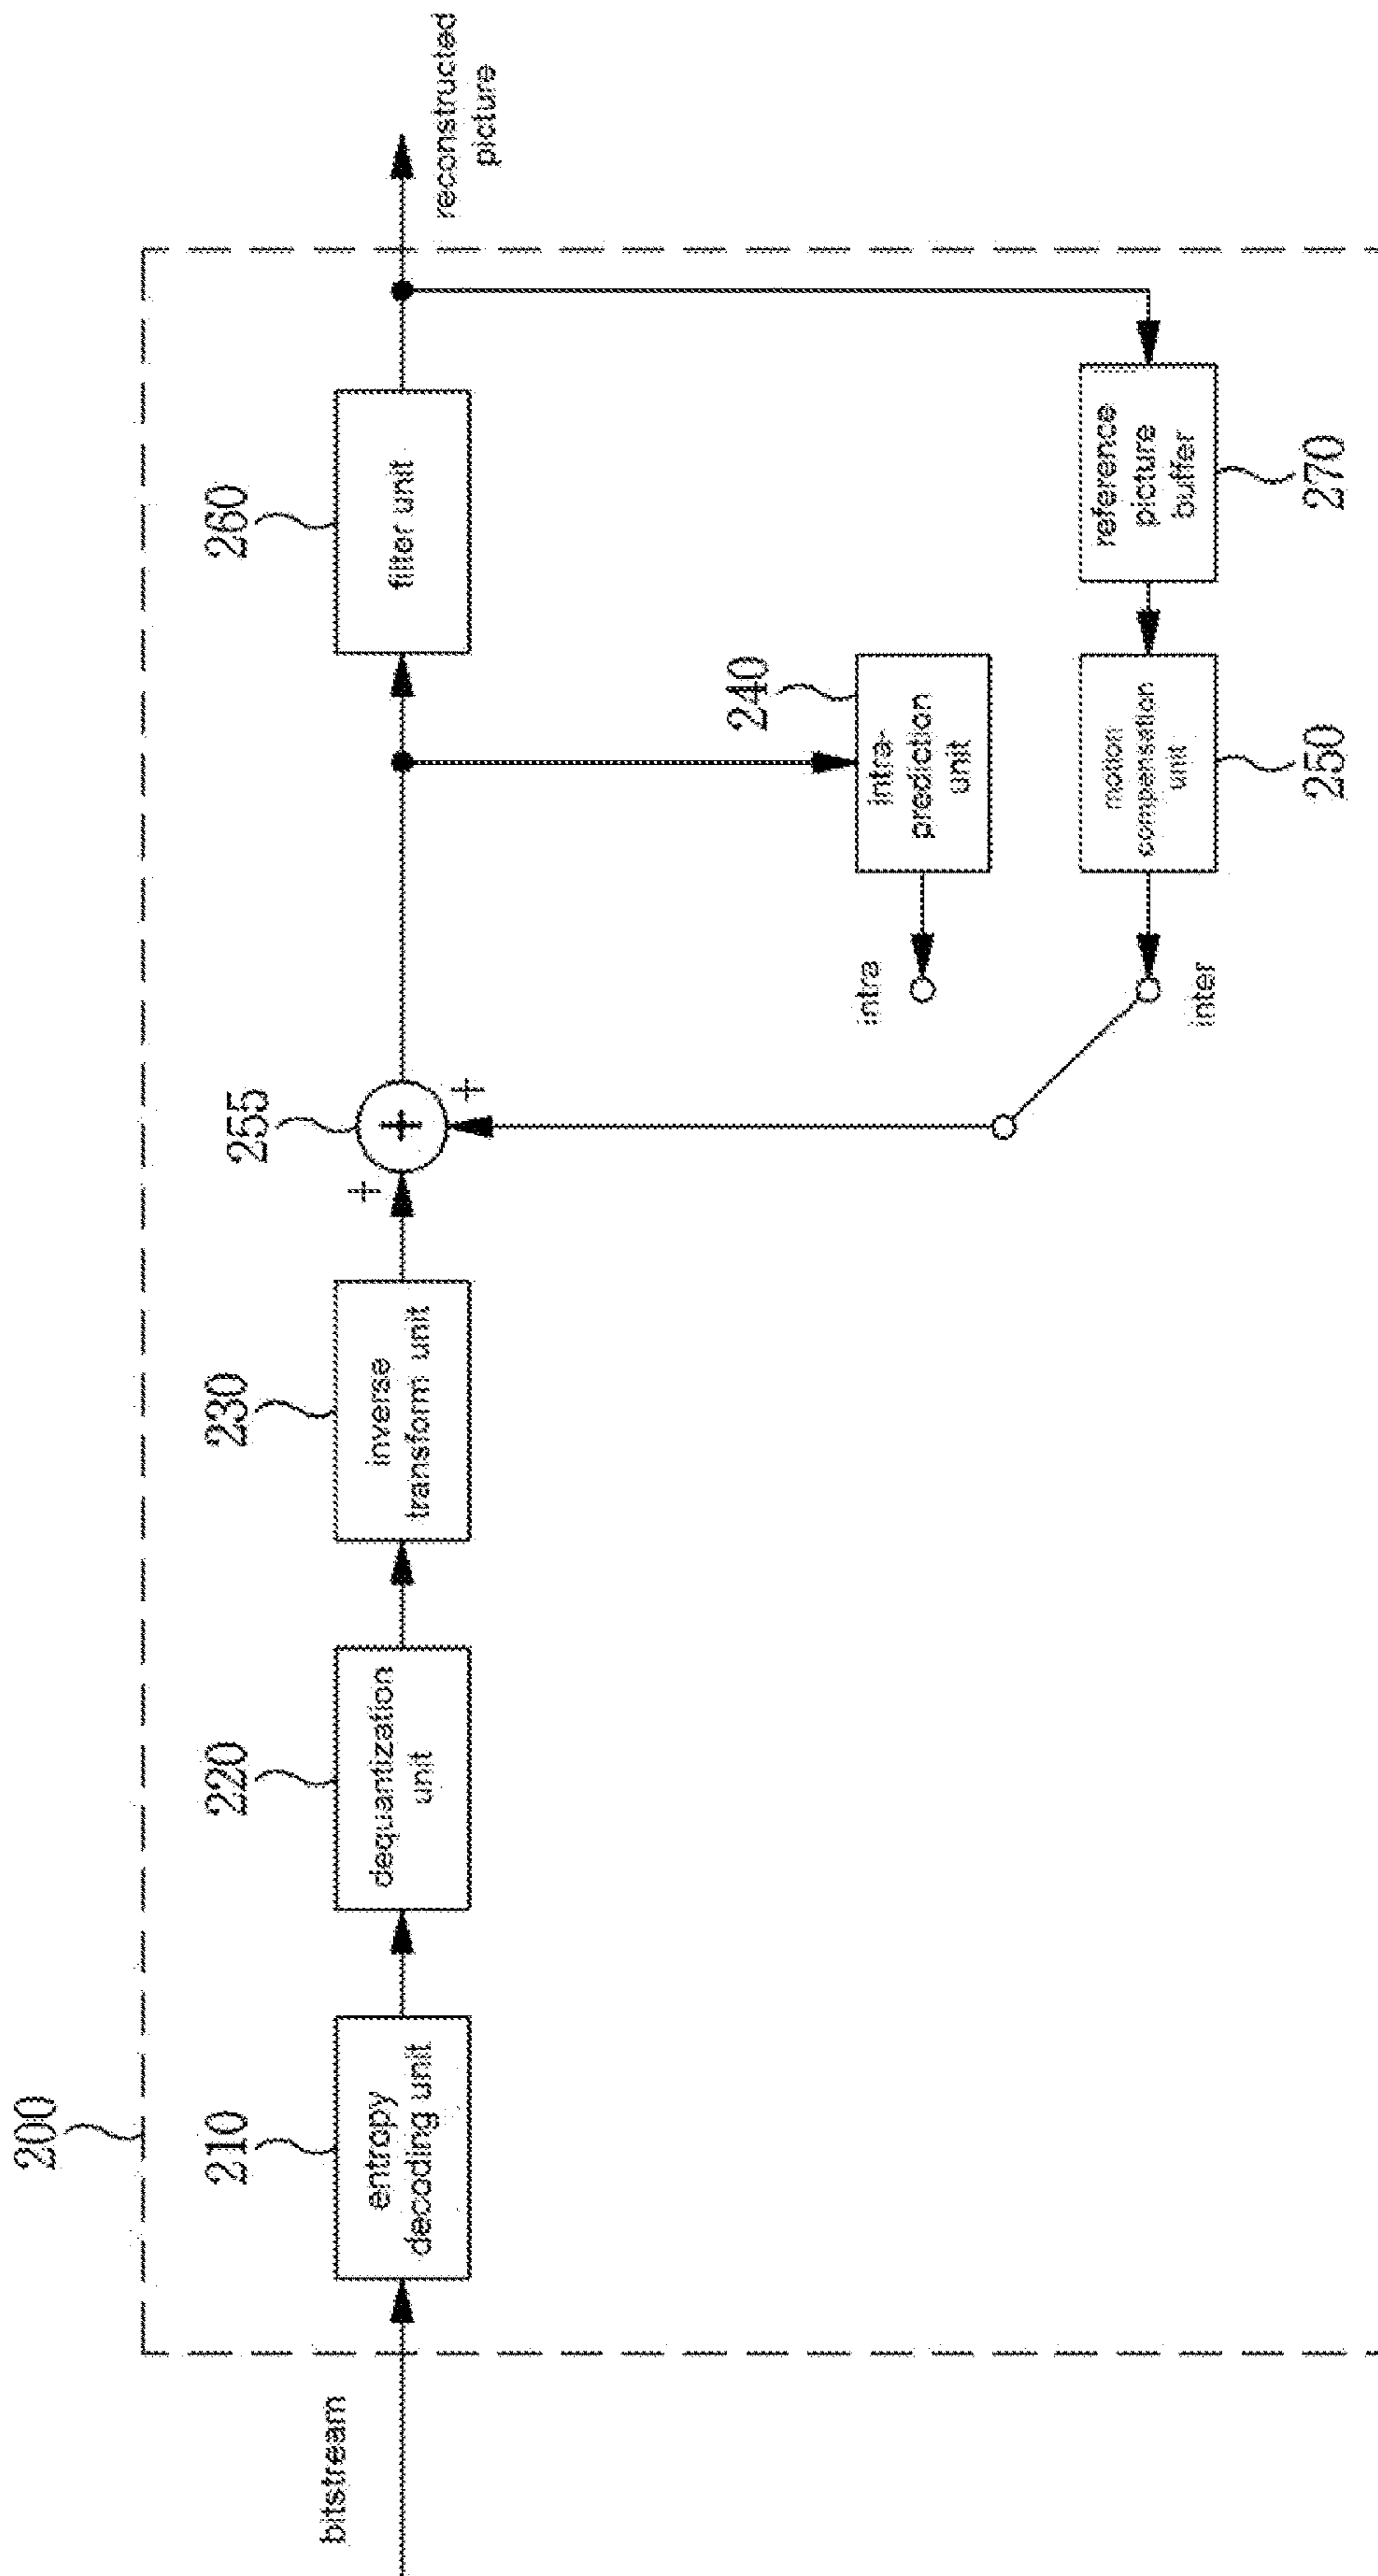 200
bitstream
210
entropy
decoding unit
220
dequantization
unit
230
inverse
transform unit
255
+
+
+
260
filter unit
reconstructed
picture
240
intra-
prediction
unit
intra
inter
250
motion
compensation
unit
270
reference
picture
buffer